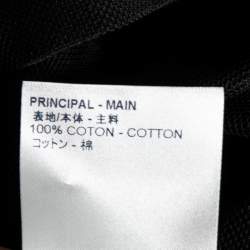 PRINCIPAL - MAIN
表地/本体 - 主料
100% COTON - COTTON
コットン - 棉